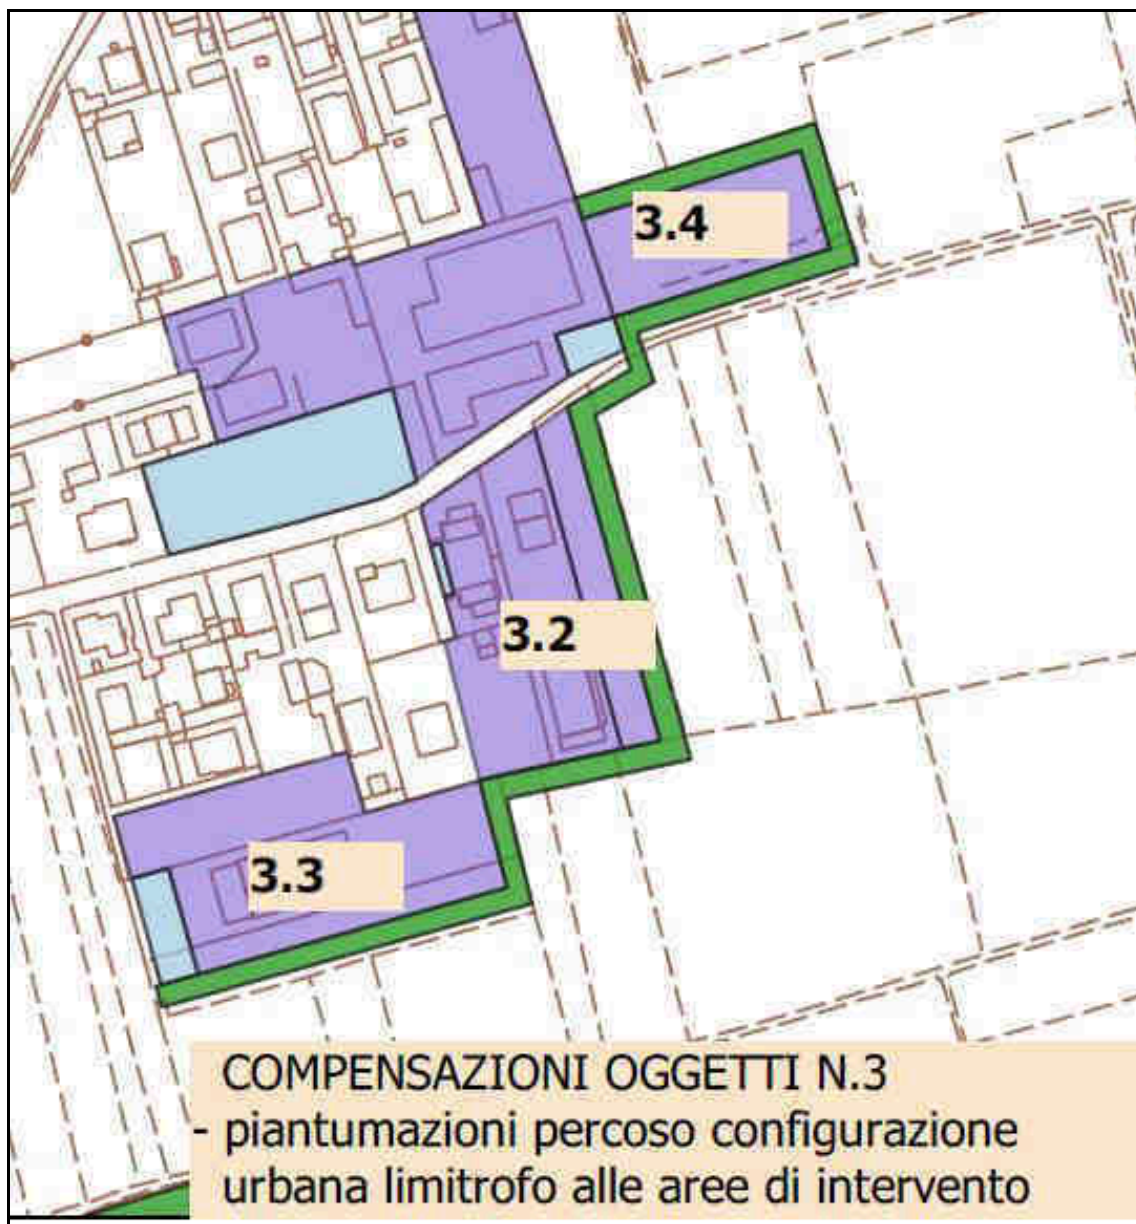 3.4
3.2
3.3
COMPENSAZIONI OGGETTI N.3
- piantumazioni percoso configurazione
urbana limitrofo alle aree di intervento